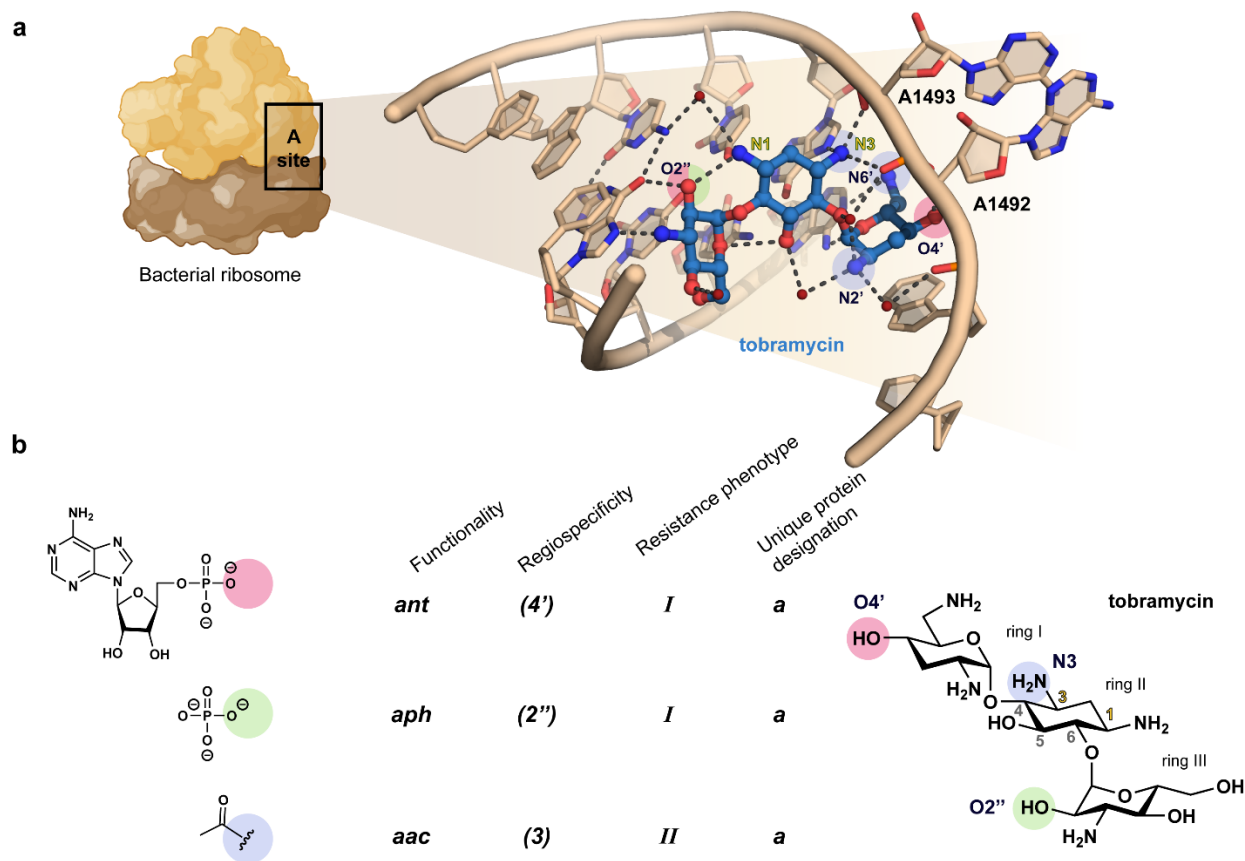 a
A
site
Bacterial ribosome
N1
N3
O2”
N6’
A1493
A1492
O4’
N2’
tobramycin
b
Functionality
Regiospecificity
Resistance phenotype
Unique protein
designation
NH₂
N
N
N
N
O
O
P
O
O⊖
O
⊖
HO
OH
ant
(4’)
I
a
O
⊖O
P
O⊖
O
⊖
aph
(2”)
I
a
O
aac
(3)
II
a
tobramycin
O4’
NH₂
HO
O
ring I
N3
H₂N
H₂N
O
3
ring II
4
1
NH₂
HO
5
6
O
ring III
O
OH
O2”
HO
OH
H₂N